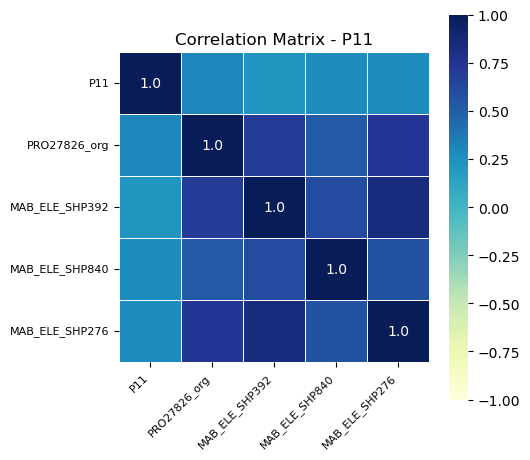 Correlation Matrix - P11
P11
PRO27826_org
MAB_ELE_SHP392
MAB_ELE_SHP840
MAB_ELE_SHP276
1.0
1.0
1.0
1.0
1.0
P11
PRO27826_org
MAB_ELE_SHP392
MAB_ELE_SHP840
MAB_ELE_SHP276
1.00
0.75
0.50
0.25
0.00
−0.25
−0.50
−0.75
−1.00